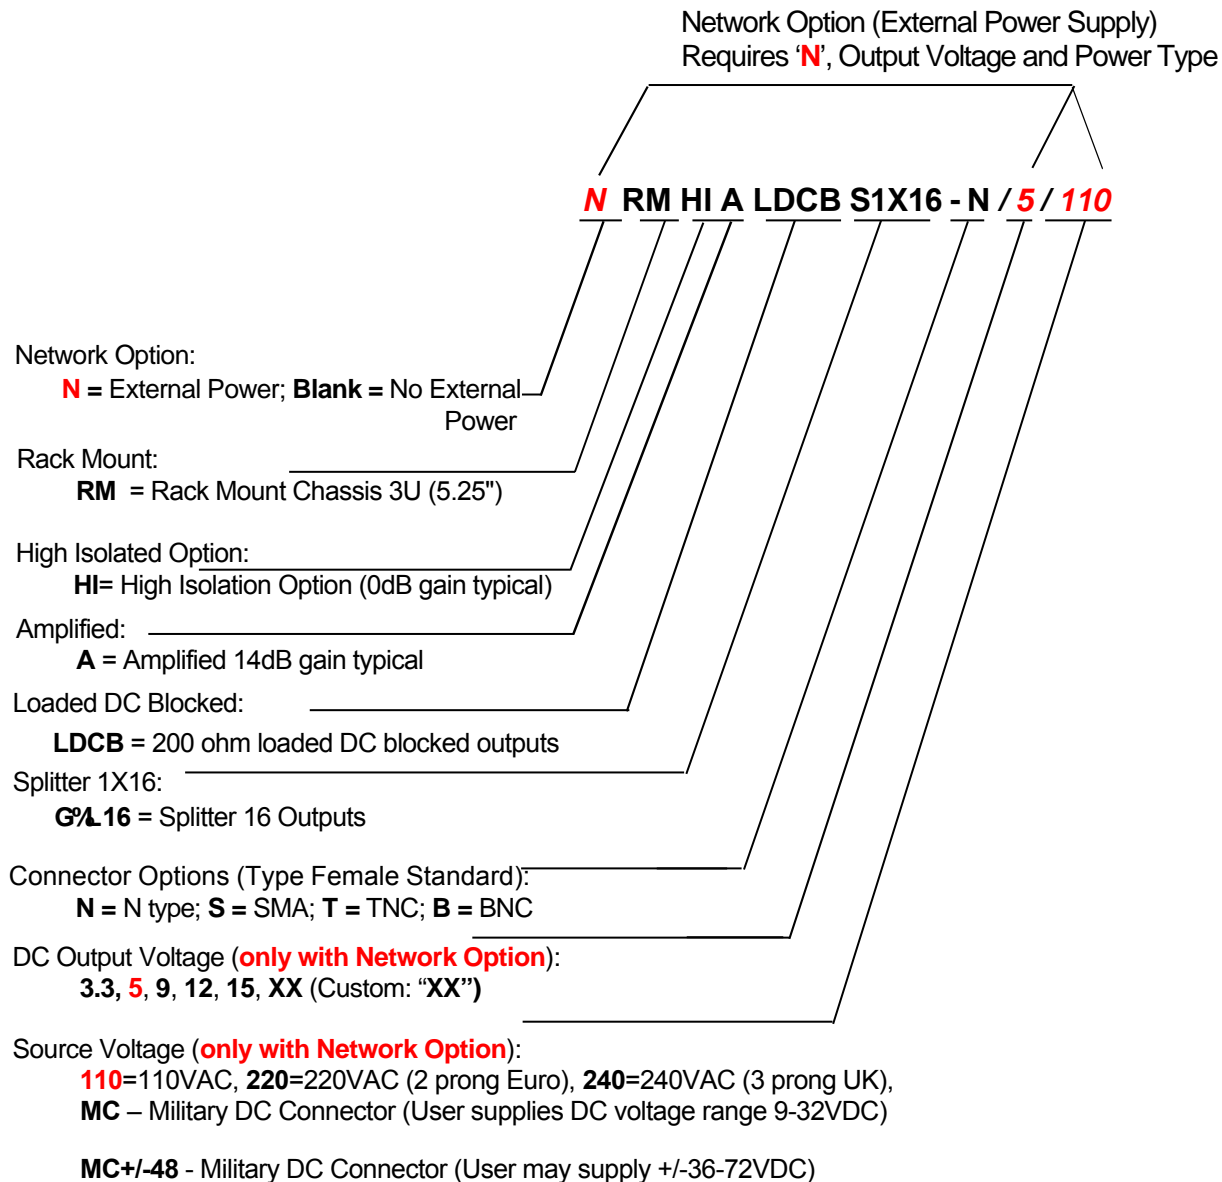 Network Option (External Power Supply)
Requires ‘N’, Output Voltage and Power Type
N RM HI A LDCB S1X16 - N / 5 / 110
Network Option:
N = External Power; Blank = No External
Power
Rack Mount:
RM = Rack Mount Chassis 3U (5.25")
High Isolated Option:
HI= High Isolation Option (0dB gain typical)
Amplified:
A = Amplified 14dB gain typical
Loaded DC Blocked:
LDCB = 200 ohm loaded DC blocked outputs
Splitter 1X16:
16 = Splitter 16 Outputs
Connector Options (Type Female Standard):
N = N type; S = SMA; T = TNC; B = BNC
DC Output Voltage (only with Network Option):
3.3, 5, 9, 12, 15, XX (Custom: “XX”)
Source Voltage (only with Network Option):
110=110VAC, 220=220VAC (2 prong Euro), 240=240VAC (3 prong UK),
MC – Military DC Connector (User supplies DC voltage range 9-32VDC)
MC+/-48 - Military DC Connector (User may supply +/-36-72VDC)